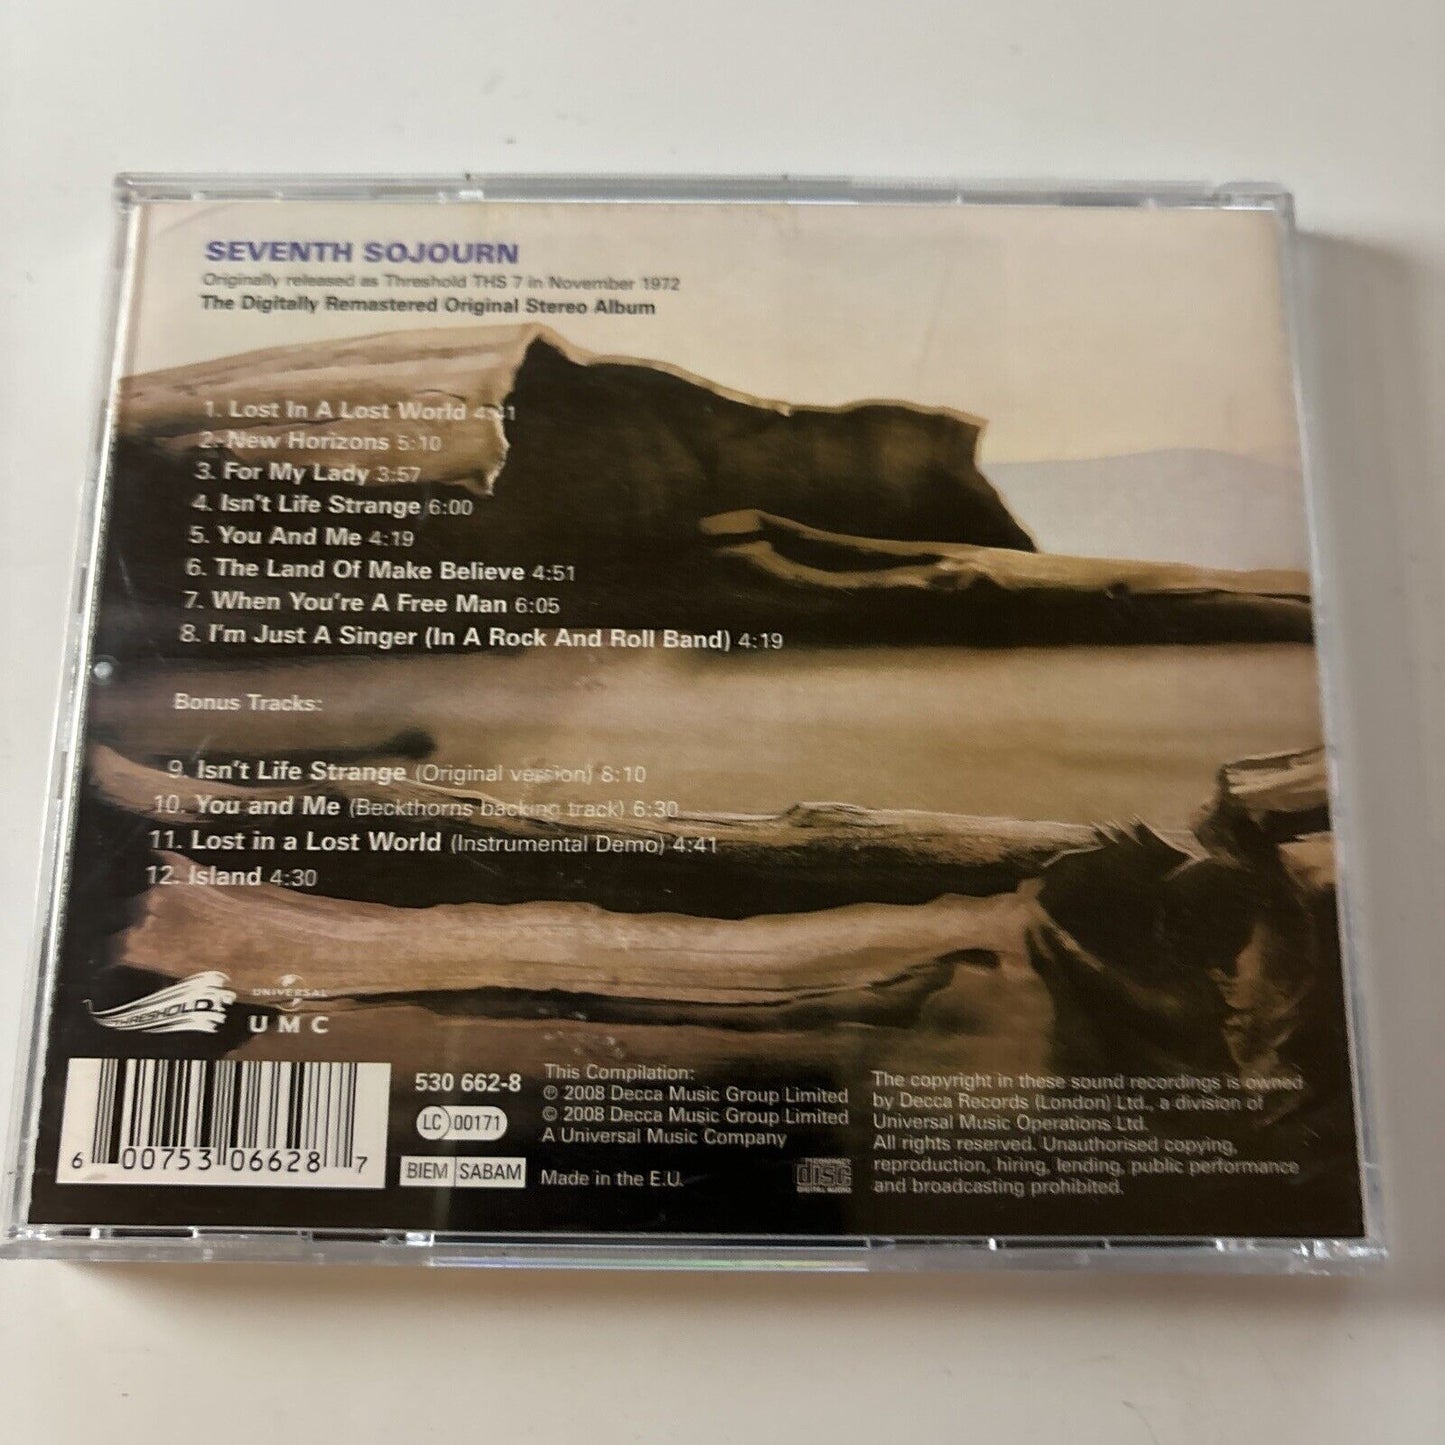 SEVENTH SOJOURN
Originally released as Threshold THS 7 in November 1972
The Digitally Remastered Original Stereo Album
1. Lost In A Lost World 4:41
2. New Horizons 5:10
3. For My Lady 3:57
4. Isn't Life Strange 6:00
5. You And Me 4:19
6. The Land Of Make Believe 4:51
7. When You're A Free Man 6:05
8. I'm Just A Singer (In A Rock And Roll Band) 4:19
Bonus Tracks:
9. Isn't Life Strange (Original version) 8:10
10. You and Me (Beckthorns backing track) 6:30
11. Lost in a Lost World (Instrumental Demo) 4:41
12. Island 4:30
THRESHOLD
UNIVERSAL
UMC
6 00753 06628 7
530 662-8
LC 00171
BIEM SABAM
This Compilation:
℗ 2008 Decca Music Group Limited
© 2008 Decca Music Group Limited
A Universal Music Company
Made in the E.U.
COMPACT
disc
DIGITAL AUDIO
The copyright in these sound recordings is owned
by Decca Records (London) Ltd., a division of
Universal Music Operations Ltd.
All rights reserved. Unauthorised copying,
reproduction, hiring, lending, public performance
and broadcasting prohibited.